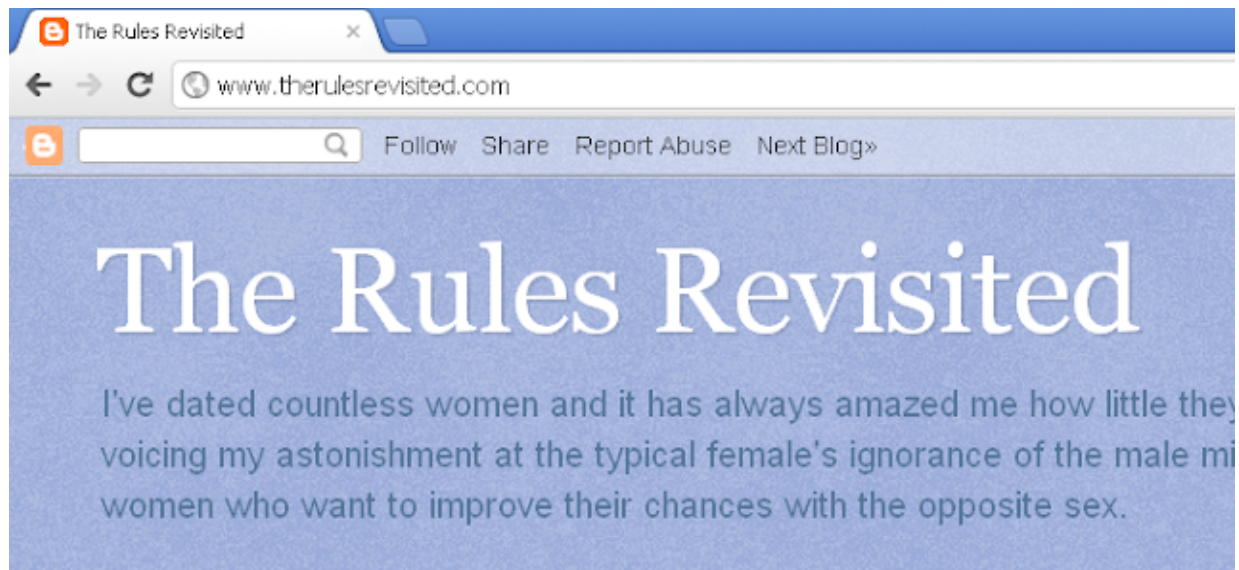 The Rules Revisited
www.therulesrevisited.com
Follow Share Report Abuse Next Blog»
The Rules Revisited
I've dated countless women and it has always amazed me how little they
voicing my astonishment at the typical female's ignorance of the male mi
women who want to improve their chances with the opposite sex.